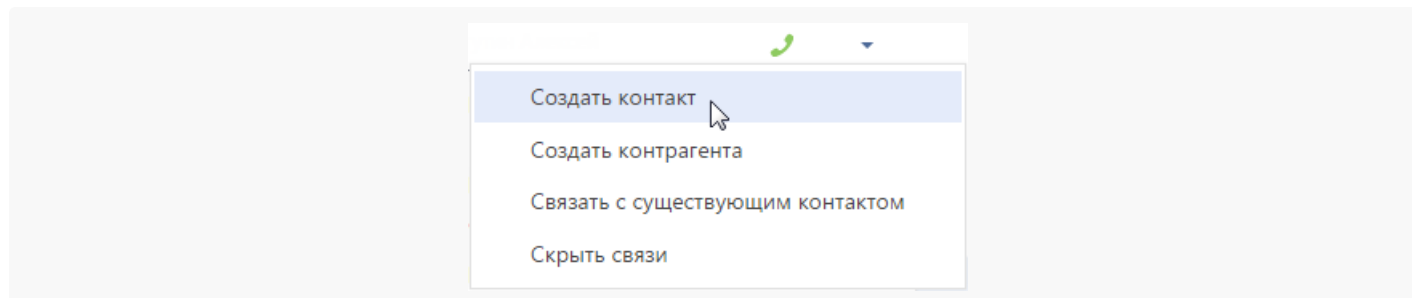 Создать контакт
Создать контрагента
Связать с существующим контактом
Скрыть связи